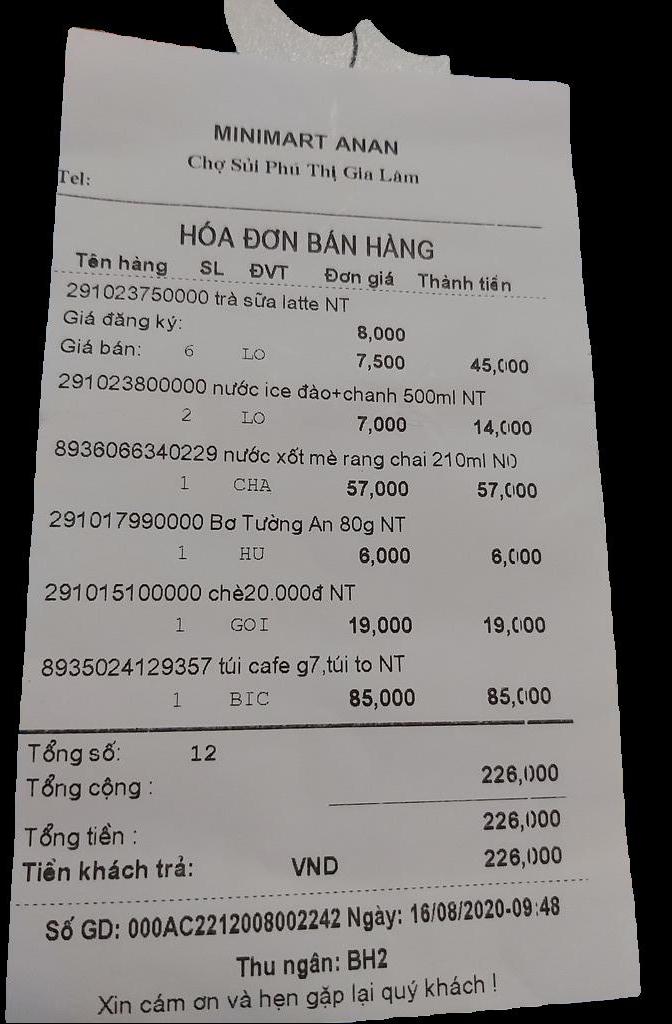 MINIMART ANAN
Chợ Sủi Phú Thị Gia Lâm
Tel:
HÓA ĐƠN BÁN HÀNG
Tên hàng SL ĐVT Đơn giá Thành tiền
291023750000 trà sữa latte NT
Giá đăng ký: 8,000
Giá bán: 6 LO 7,500 45,000
291023800000 nước ice đào+chanh 500ml NT
2 LO 7,000 14,000
8936066340229 nước xốt mè rang chai 210ml NO
1 CHA 57,000 57,000
291017990000 Bơ Tường An 80g NT
1 HU 6,000 6,000
291015100000 chè20.000đ NT
1 GOI 19,000 19,000
8935024129357 túi cafe g7,túi to NT
1 BIC 85,000 85,000
Tổng số: 12
Tổng cộng : 226,000
Tổng tiền : 226,000
Tiền khách trả: VND 226,000
Số GD: 000AC2212008002242 Ngày: 16/08/2020-09:48
Thu ngân: BH2
Xin cám ơn và hẹn gặp lại quý khách !